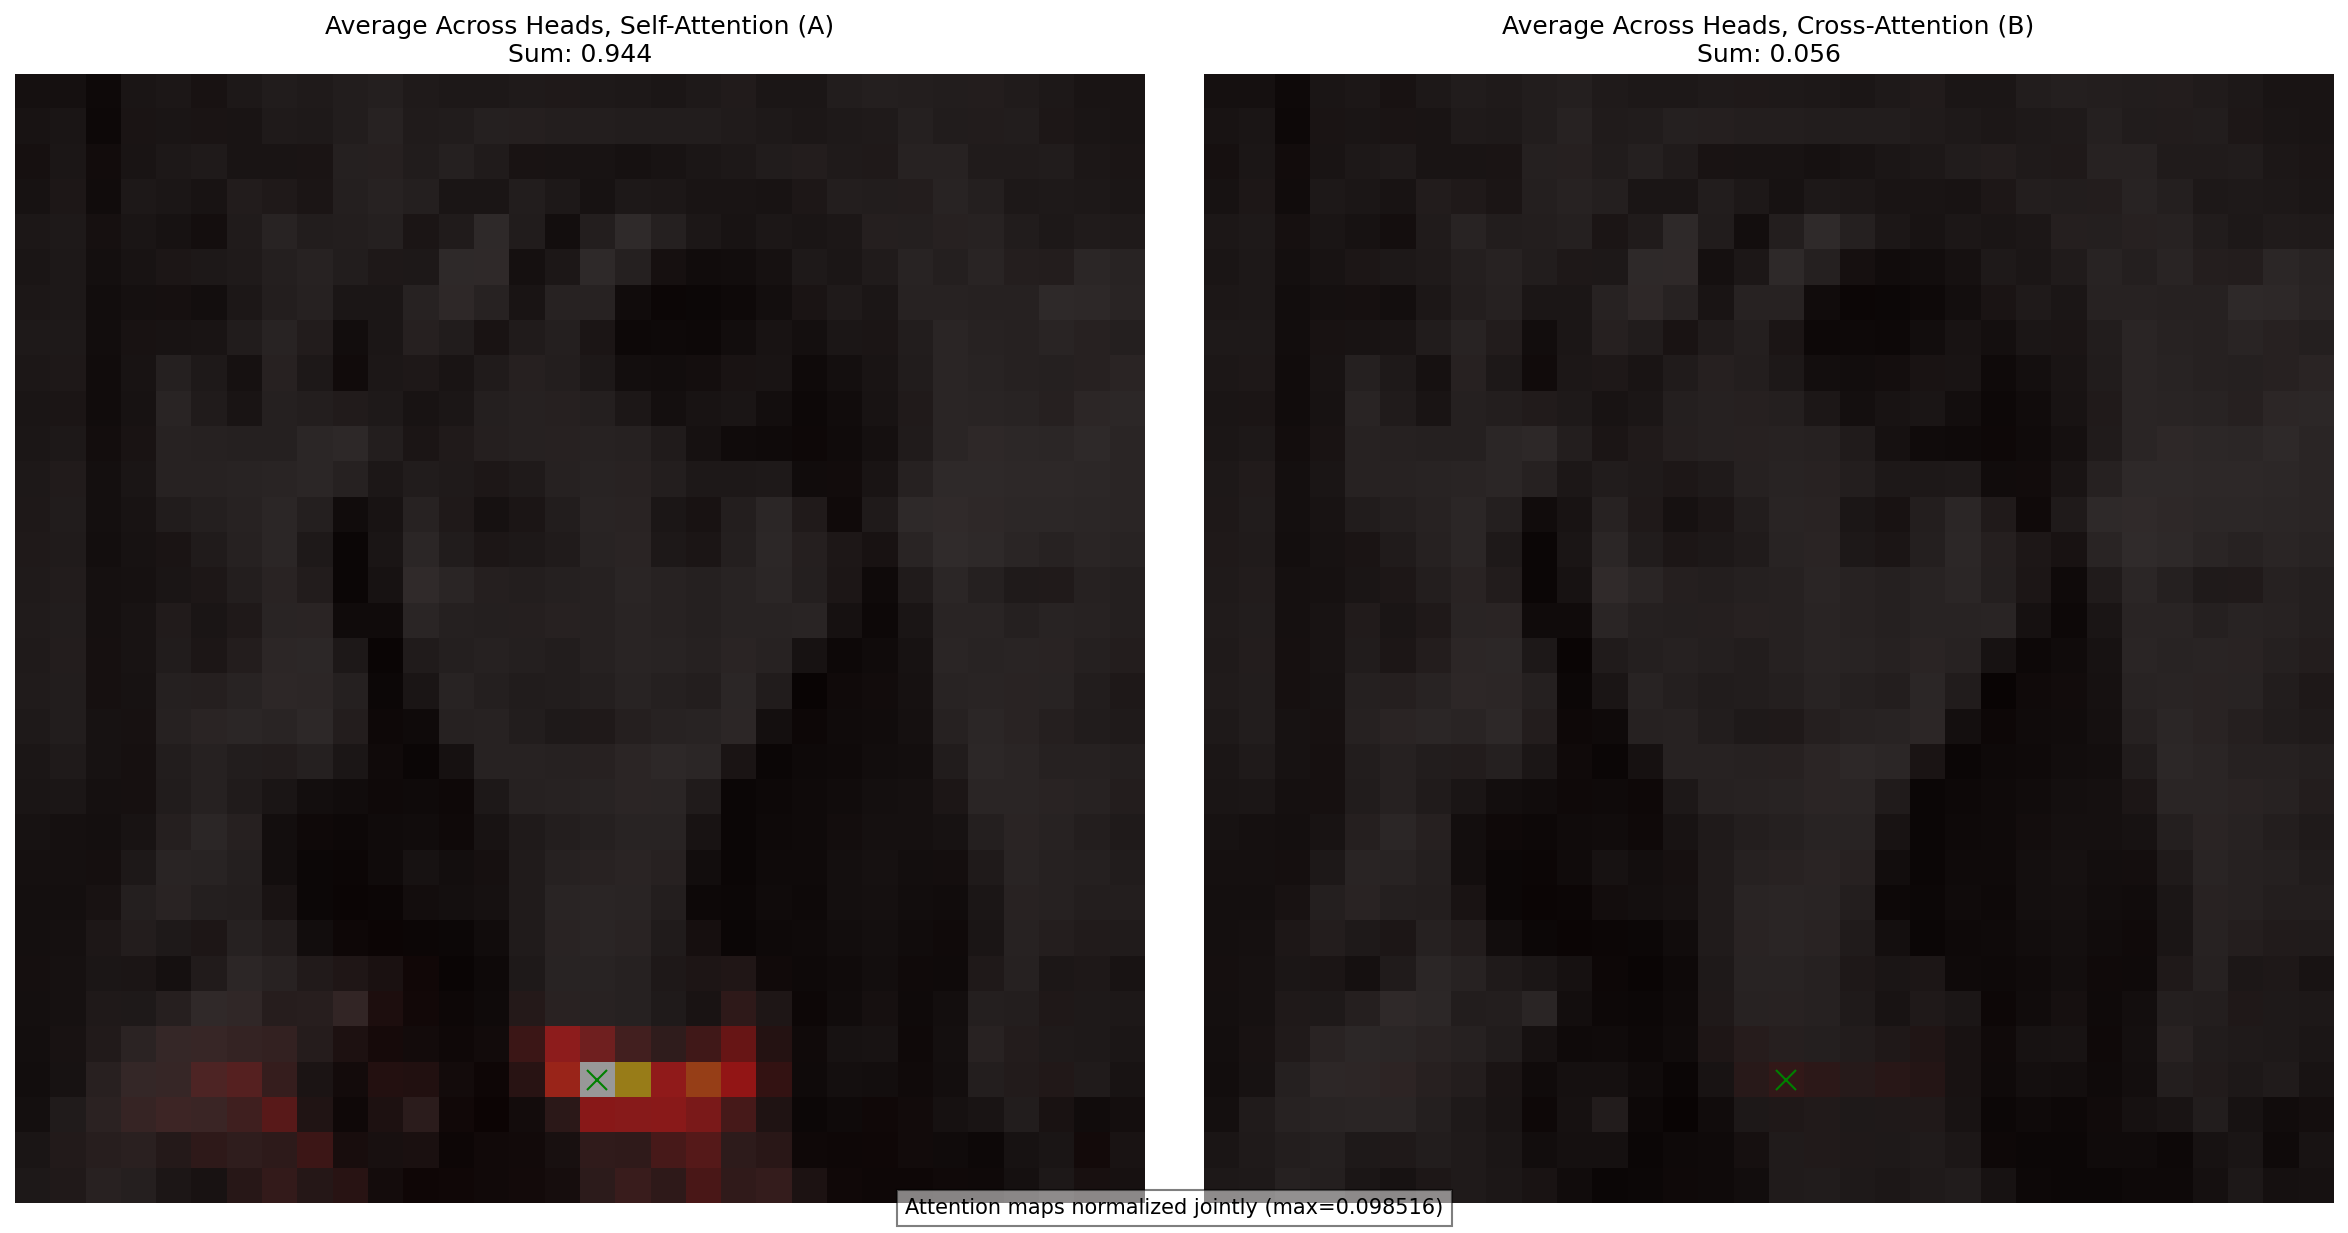 Average Across Heads, Self-Attention (A)
Sum: 0.944
Average Across Heads, Cross-Attention (B)
Sum: 0.056
Attention maps normalized jointly (max=0.098516)